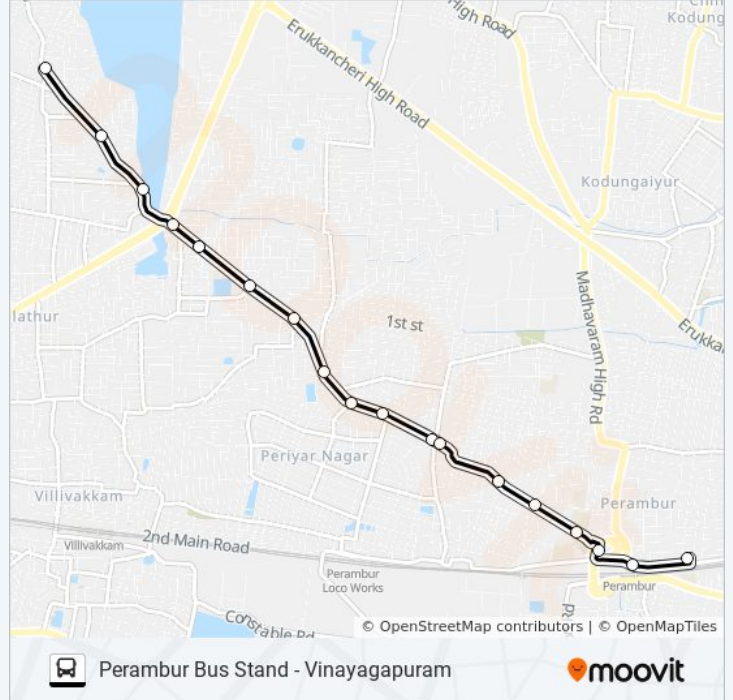 High Road
Kodung
Erukkancheri High Road
Kodungaiyur
lathur
1st st
Madhavaram High Rd
Erukka
Periyar Nagar
Villivakkam
Perambur
2nd Main Road
Villivakkam
Perambur
Loco Works
Perambur
Constable Rd
Rd
© OpenStreetMap contributors | © OpenMapTiles
Perambur Bus Stand - Vinayagapuram
moovit